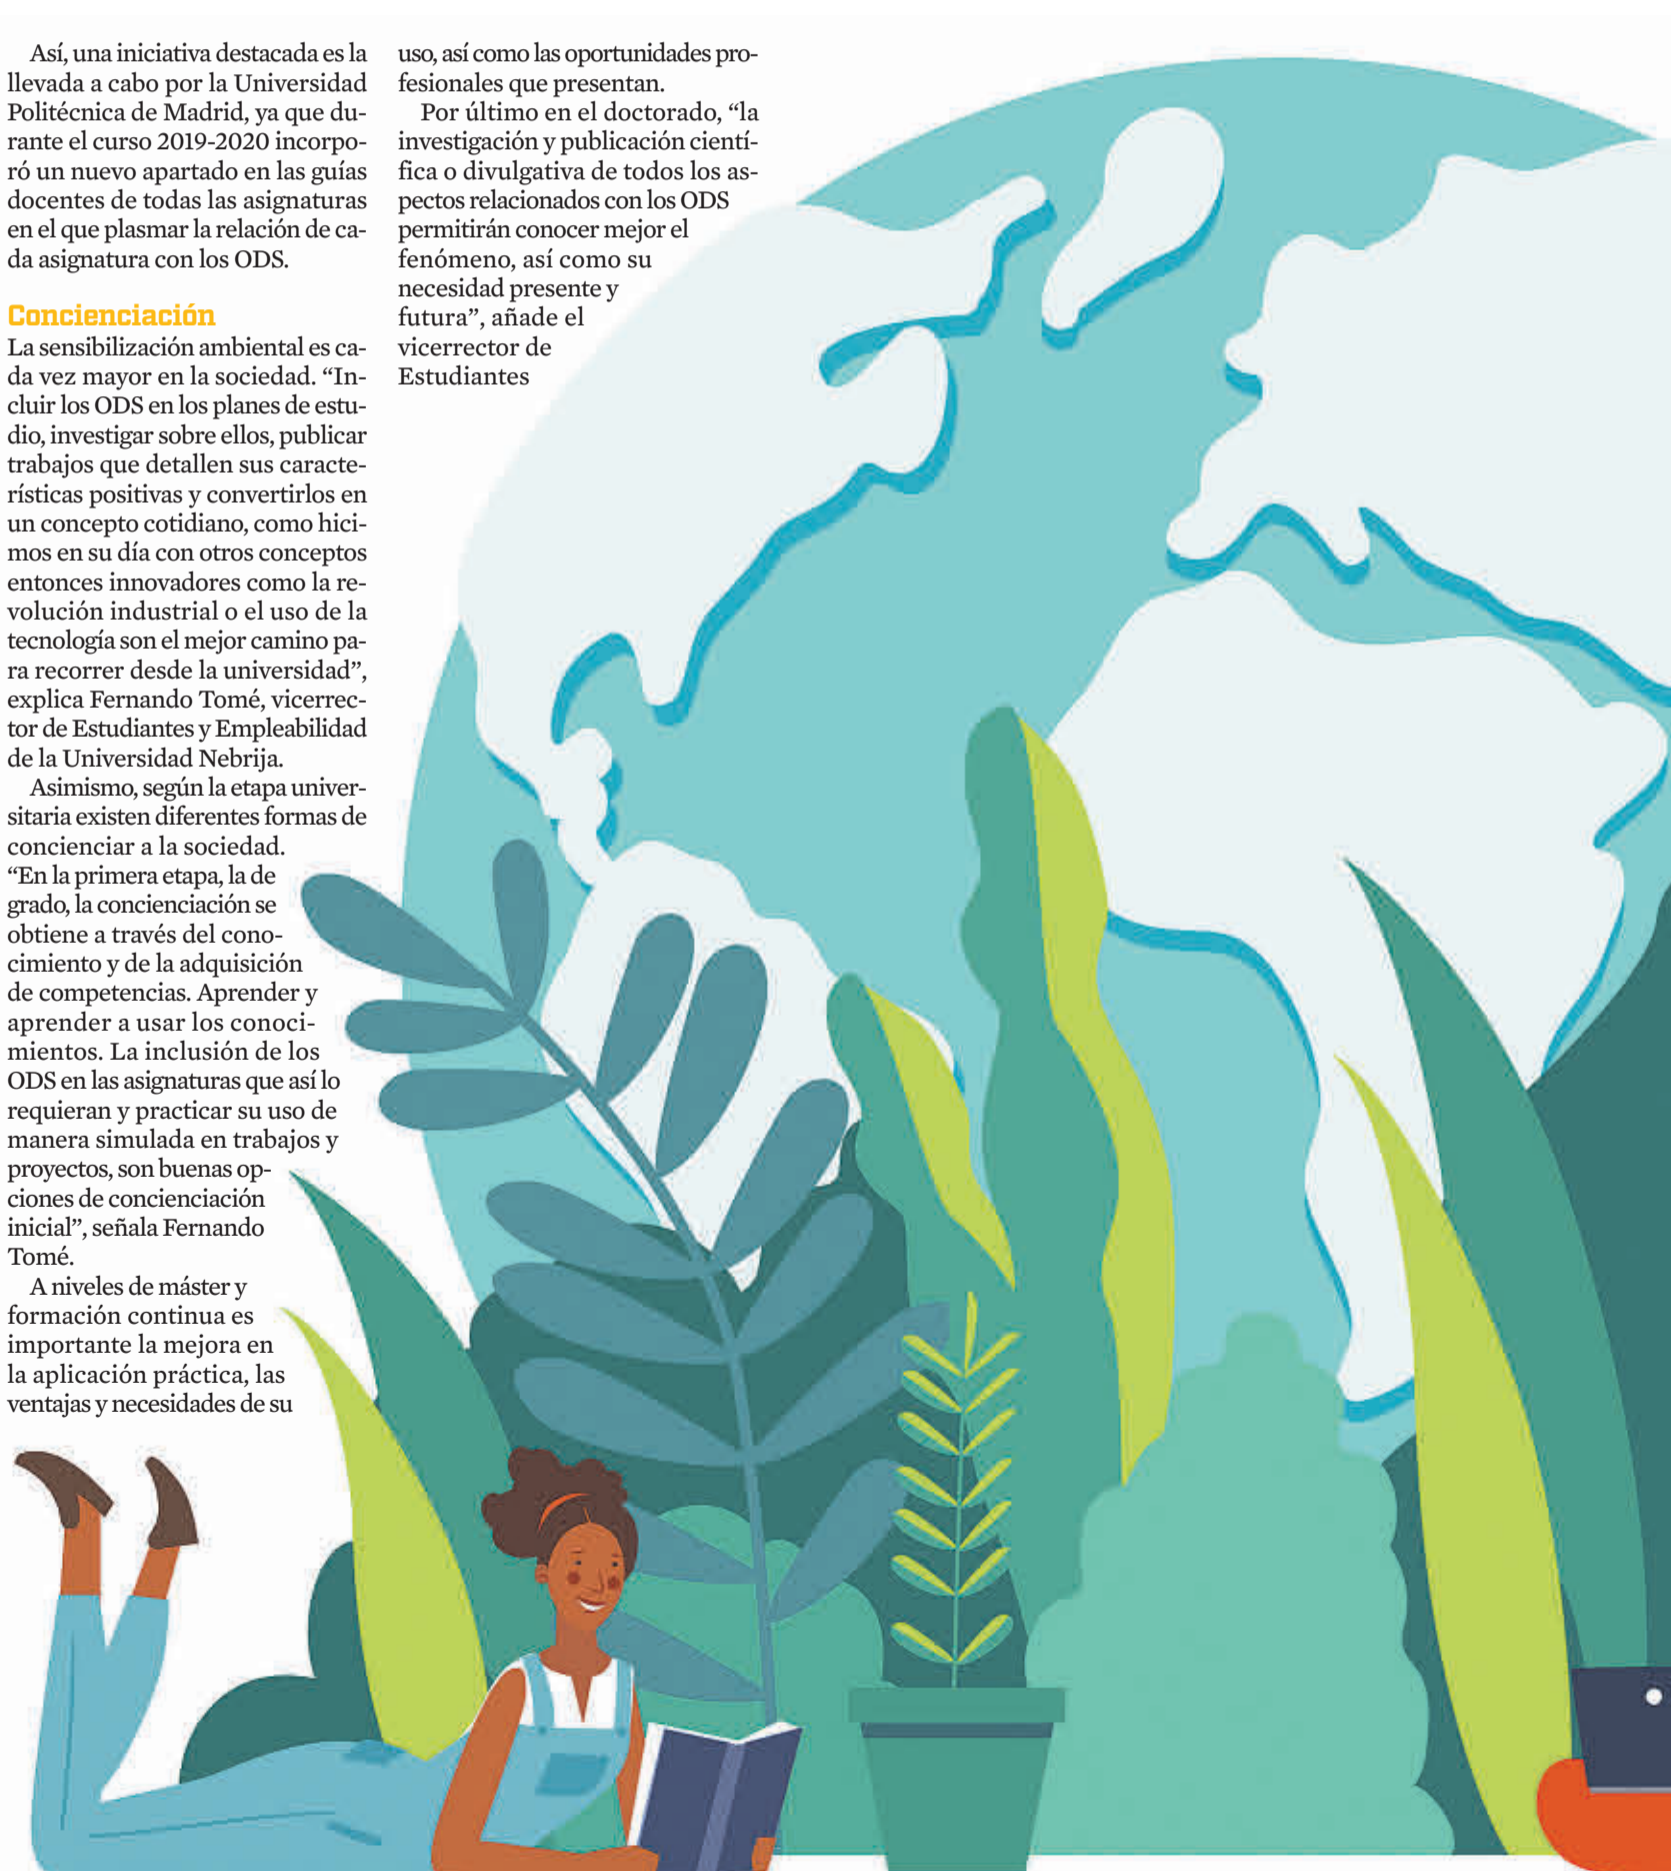 Así, una iniciativa destacada es la
llevada a cabo por la Universidad
Politécnica de Madrid, ya que du-
rante el curso 2019-2020 incorpo-
ró un nuevo apartado en las guías
docentes de todas las asignaturas
en el que plasmar la relación de ca-
da asignatura con los ODS.
Concienciación
La sensibilización ambiental es ca-
da vez mayor en la sociedad. “In-
cluir los ODS en los planes de estu-
dio, investigar sobre ellos, publicar
trabajos que detallen sus caracte-
rísticas positivas y convertirlos en
un concepto cotidiano, como hici-
mos en su día con otros conceptos
entonces innovadores como la re-
volución industrial o el uso de la
tecnología son el mejor camino pa-
ra recorrer desde la universidad”,
explica Fernando Tomé, vicerrec-
tor de Estudiantes y Empleabilidad
de la Universidad Nebrija.
Asimismo, según la etapa univer-
sitaria existen diferentes formas de
concienciar a la sociedad.
“En la primera etapa, la de
grado, la concienciación se
obtiene a través del cono-
cimiento y de la adquisición
de competencias. Aprender y
aprender a usar los conoci-
mientos. La inclusión de los
ODS en las asignaturas que así lo
requieran y practicar su uso de
manera simulada en trabajos y
proyectos, son buenas op-
ciones de concienciación
inicial”, señala Fernando
Tomé.
A niveles de máster y
formación continua es
importante la mejora en
la aplicación práctica, las
ventajas y necesidades de su
uso, así como las oportunidades pro-
fesionales que presentan.
Por último en el doctorado, “la
investigación y publicación cientí-
fica o divulgativa de todos los as-
pectos relacionados con los ODS
permitirán conocer mejor el
fenómeno, así como su
necesidad presente y
futura”, añade el
vicerrector de
Estudiantes